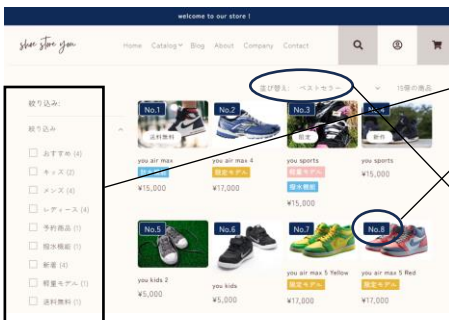 welcome to our store !
shoe store you
Home Catalog Blog About Company Contact
絞り込み:
並び替え: ベストセラー 15個の商品
絞り込み
おすすめ (4)
キッズ (2)
メンズ (4)
レディース (4)
予約商品 (1)
撥水機能 (1)
新着 (4)
軽量モデル (1)
送料無料 (1)
No.1
送料無料
you air max
¥15,000
No.2
you air max 4
限定モデル
¥17,000
No.3
限定
you sports
軽量モデル
撥水機能
¥15,000
新作
you sports
¥15,000
No.5
you kids 2
¥5,000
No.6
you kids
¥5,000
No.7
you air max 5 Yellow
限定モデル
¥17,000
No.8
you air max 5 Red
限定モデル
¥17,000